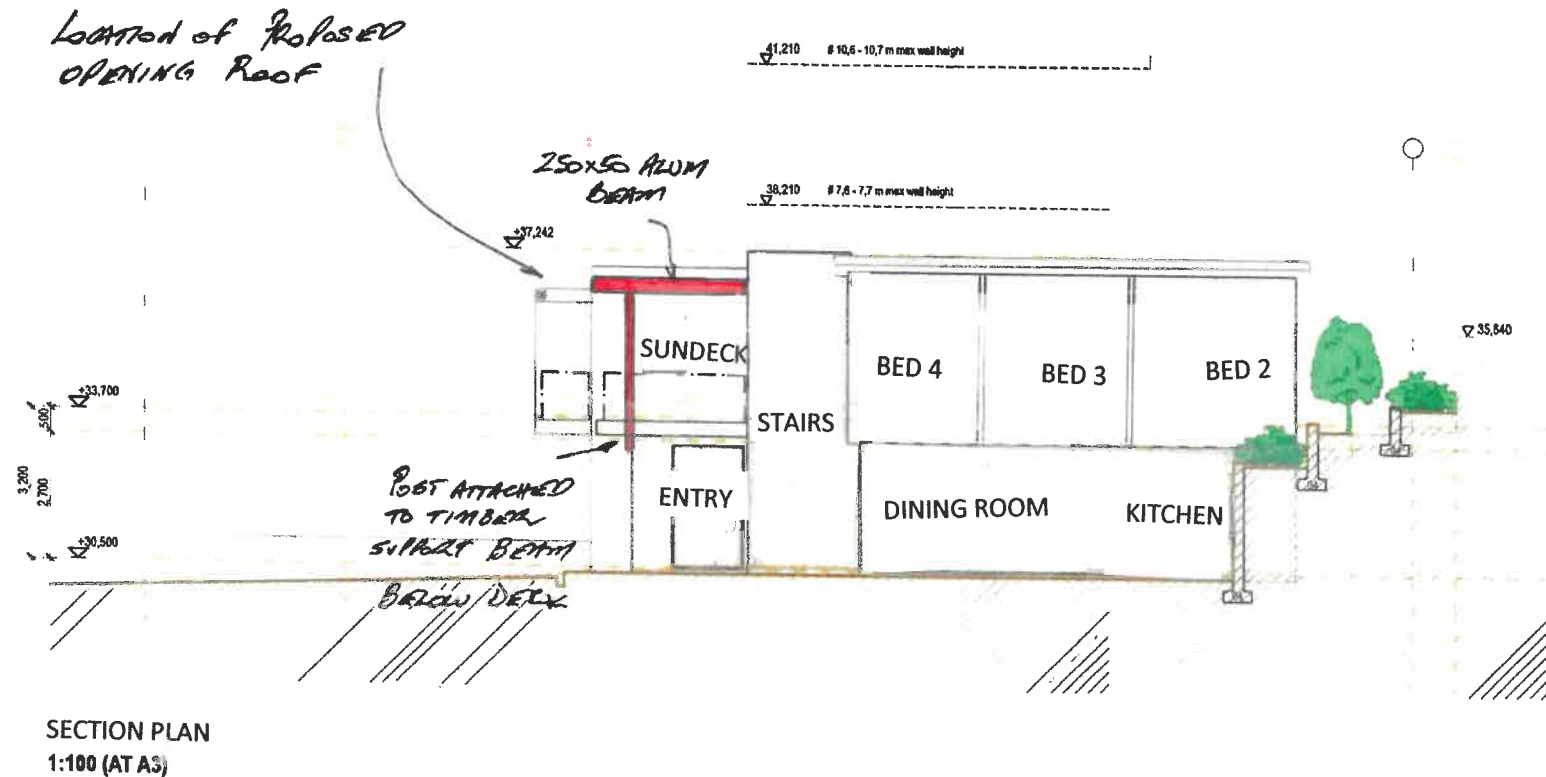 LOCATION OF PROPOSED
OPENING ROOF
41,210 # 10,6 - 10,7 m max wall height
250x50 ALUM
BEAM
38,210 # 7,6 - 7,7 m max wall height
+37,242
35,640
SUNDECK
BED 4
BED 3
BED 2
+33,700
STAIRS
500
3,200
2,700
POST ATTACHED
TO TIMBER
SUPPORT BEAM
BELOW DECK
ENTRY
DINING ROOM
KITCHEN
+30,500
SECTION PLAN
1:100 (AT A3)